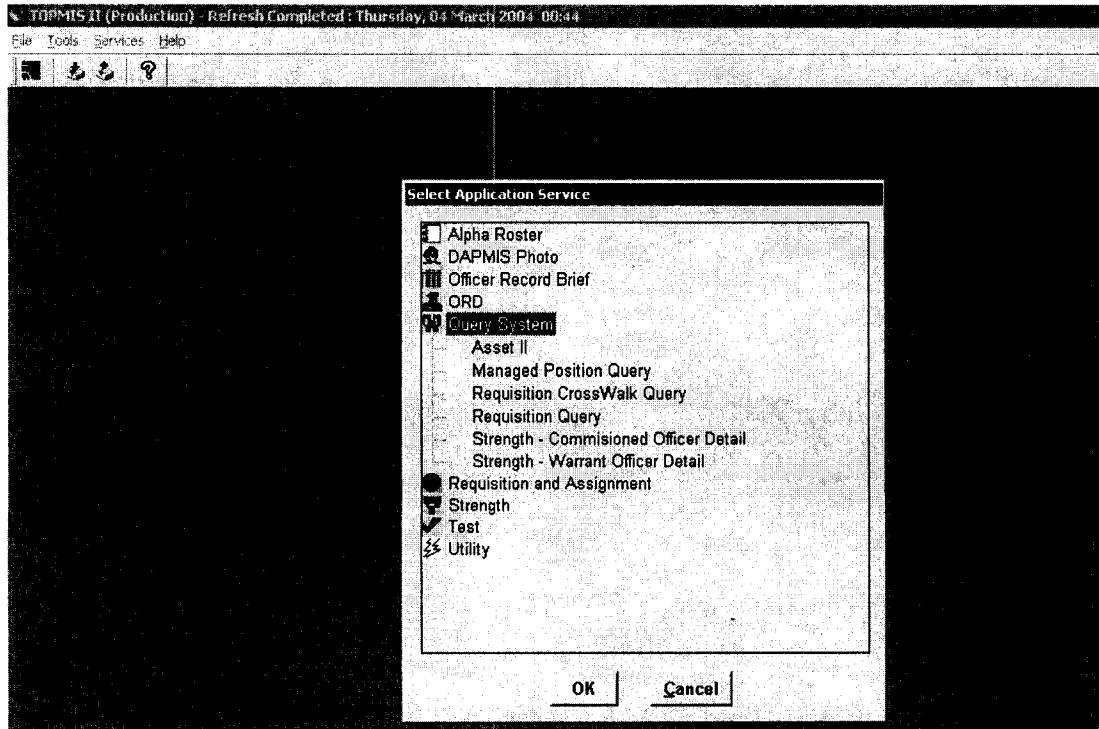 TOPMIS II (Production) - Refresh Completed : Thursday, 04 March 2004 00:44
File Tools Services Help
Select Application Service
Alpha Roster
DAPMIS Photo
Officer Record Brief
ORD
Query System
Asset II
Managed Position Query
Requisition CrossWalk Query
Requisition Query
Strength - Commisioned Officer Detail
Strength - Warrant Officer Detail
Requisition and Assignment
Strength
Test
Utility
OK Cancel